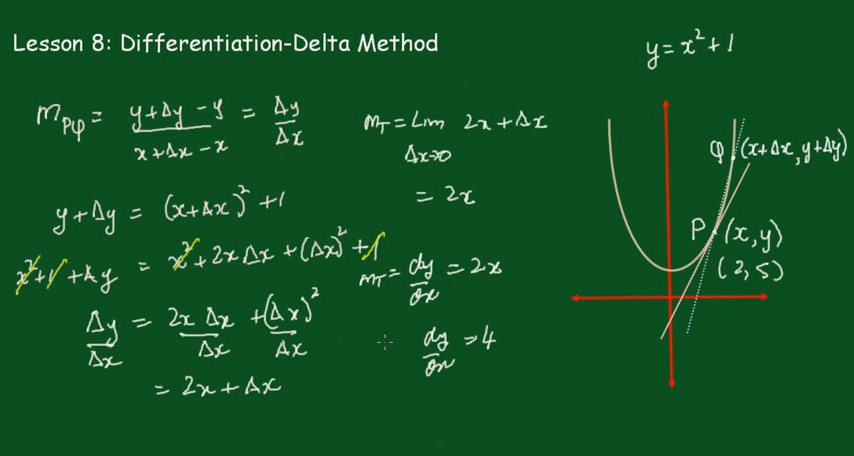 Lesson 8: Differentiation-Delta Method
m_PQ = (y+Δy-y)/(x+Δx-x) = Δy/Δx
y+Δy = (x+Δx)²+1
x²+1+Δy = x²+2xΔx+(Δx)²+1
Δy/Δx = 2xΔx/Δx + (Δx)²/Δx
= 2x+Δx
m_T = Lim Δx→0 2x+Δx
= 2x
m_T = dy/dx = 2x
dy/dx = 4
y = x²+1
Q (x+Δx, y+Δy)
P (x, y)
(2, 5)